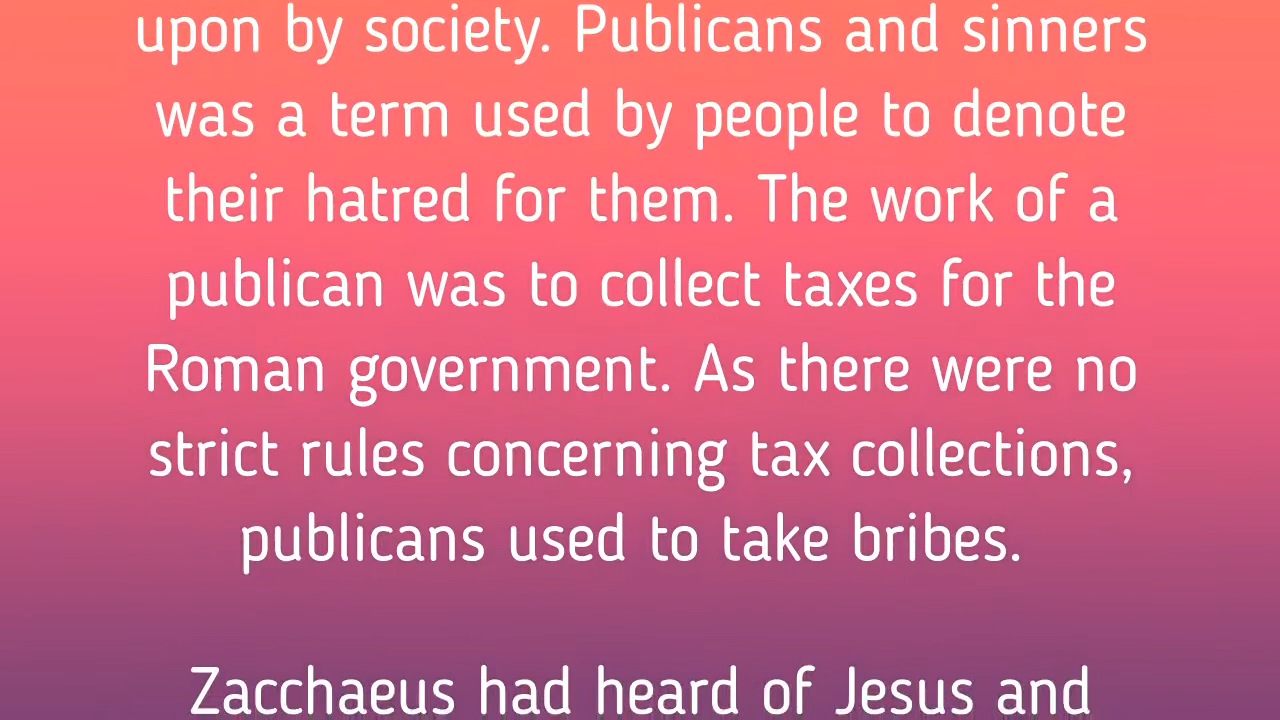 upon by society. Publicans and sinners
was a term used by people to denote
their hatred for them. The work of a
publican was to collect taxes for the
Roman government. As there were no
strict rules concerning tax collections,
publicans used to take bribes.
Zacchaeus had heard of Jesus and